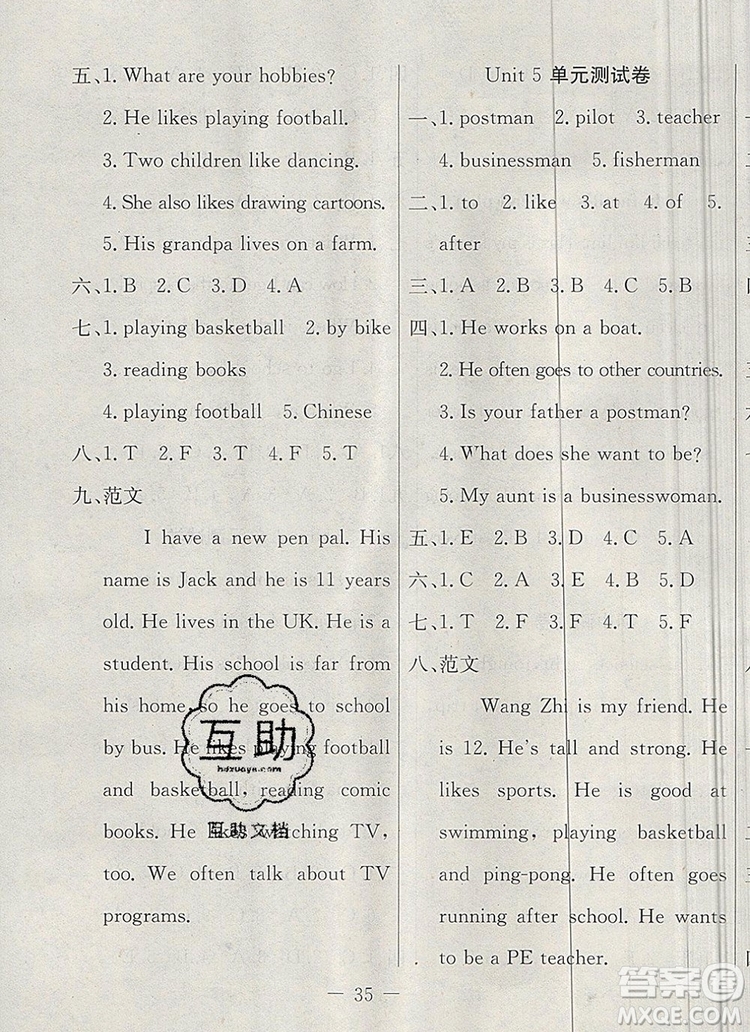 五、1. What are your hobbies?
2. He likes playing football.
3. Two children like dancing.
4. She also likes drawing cartoons.
5. His grandpa lives on a farm.
六、1. B 2. C 3. D 4. A
七、1. playing basketball 2. by bike
3. reading books
4. playing football 5. Chinese
八、1. T 2. F 3. T 4. F 5. T
九、范文
I have a new pen pal. His
name is Jack and he is 11 years
old. He lives in the UK. He is a
student. His school is far from
his home, so he goes to school
by bus. He likes playing football
and basketball, reading comic
books. He likes watching TV,
too. We often talk about TV
programs.
Unit 5 单元测试卷
一、1. postman 2. pilot 3. teacher
4. businessman 5. fisherman
二、1. to 2. like 3. at 4. of 5.
after
三、1. A 2. B 3. A 4. C 5. B
四、1. He works on a boat.
2. He often goes to other countries.
3. Is your father a postman?
4. What does she want to be?
5. My aunt is a businesswoman.
五、1. E 2. B 3. D 4. C 5. A
六、1. C 2. A 3. E 4. B 5. D
七、1. T 2. F 3. F 4. T 5. F
八、范文
Wang Zhi is my friend. He
is 12. He's tall and strong. He
likes sports. He is good at
swimming, playing basketball
and ping-pong. He often goes
running after school. He wants
to be a PE teacher.
互助
hdzuoye.com
互助文档
— 35 —
作业答案圈
MXQE.COM